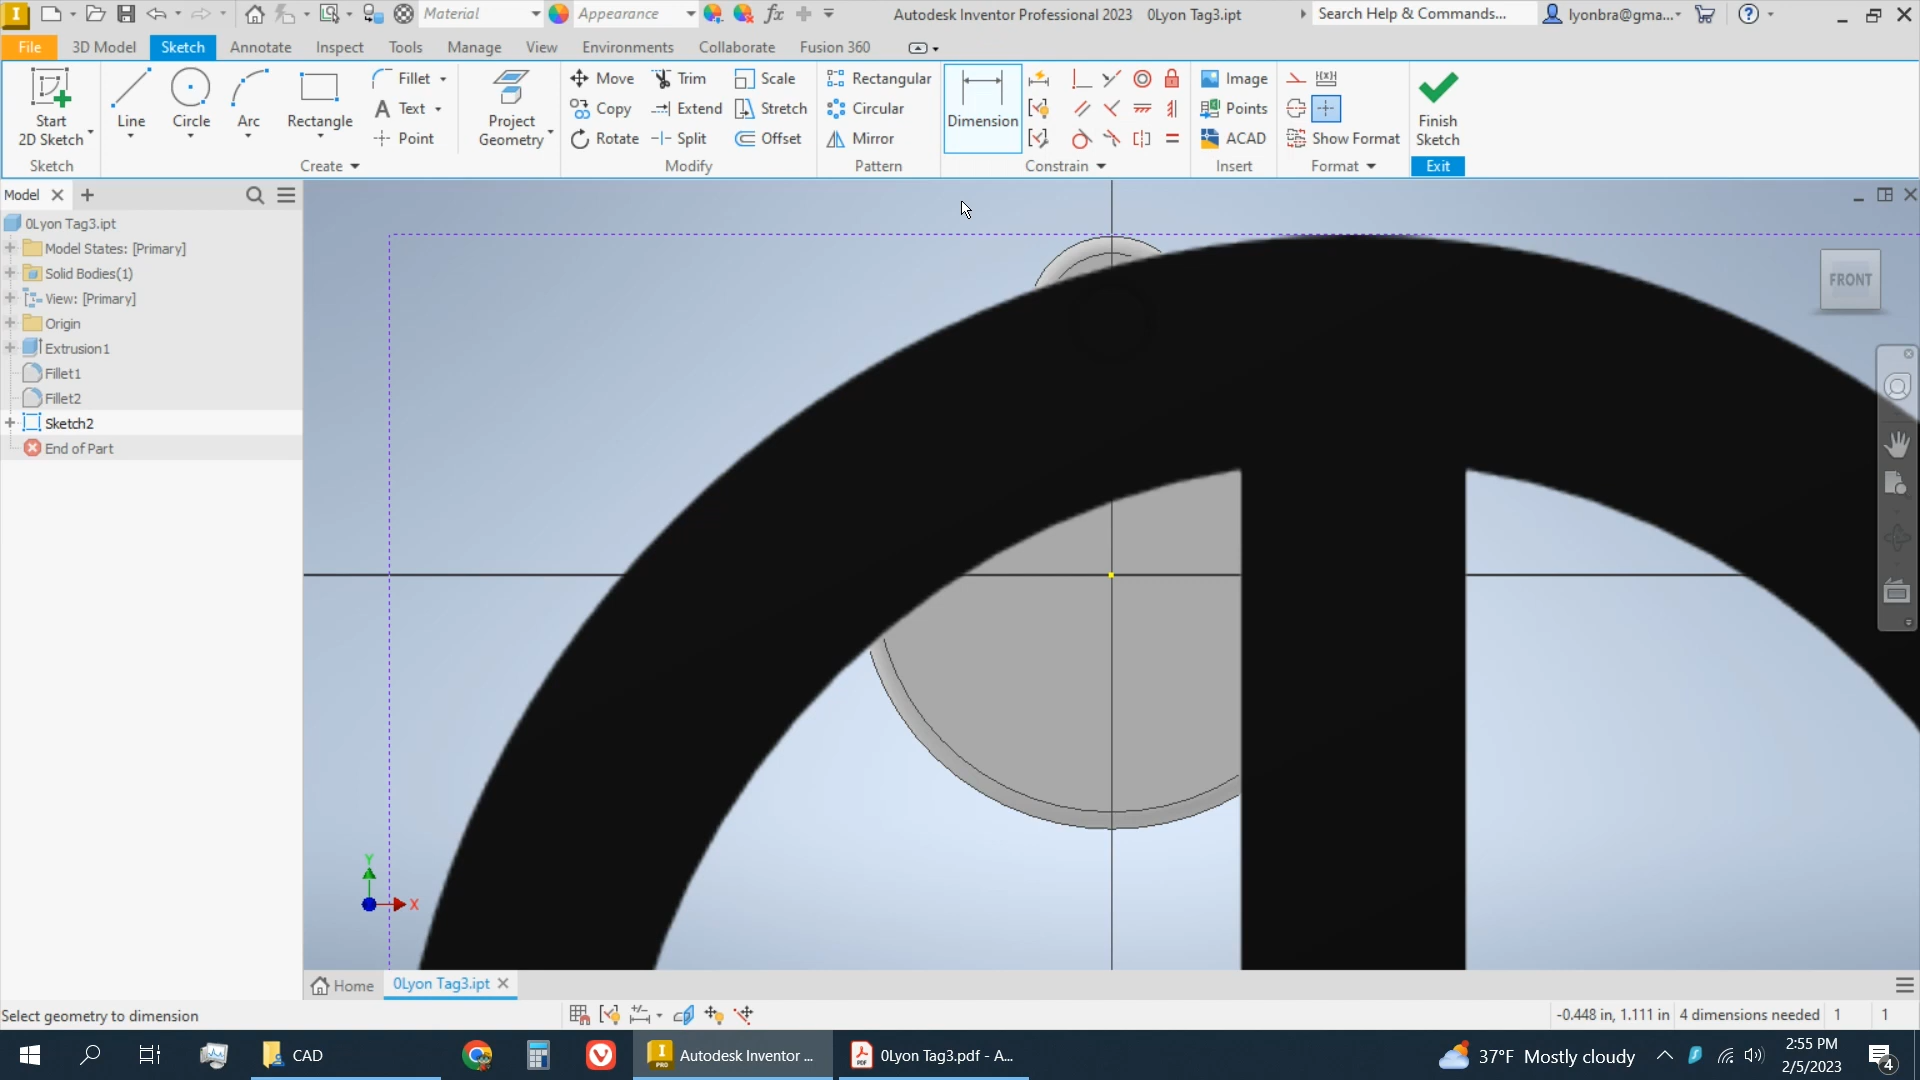 I PRO Material Appearance fx Autodesk Inventor Professional 2023 0Lyon Tag3.ipt Search Help & Commands... lyonbra@gma... ?
File 3D Model Sketch Annotate Inspect Tools Manage View Environments Collaborate Fusion 360
Start 2D Sketch
Line
Circle
Arc
Rectangle
Fillet
Text
Point
Project Geometry
Move
Copy
Rotate
Trim
Extend
Split
Scale
Stretch
Offset
Rectangular
Circular
Mirror
Dimension
Image
Points
ACAD
Show Format
Finish Sketch
Sketch Create Modify Pattern Constrain Insert Format Exit
Model
0Lyon Tag3.ipt
Model States: [Primary]
Solid Bodies(1)
View: [Primary]
Origin
Extrusion1
Fillet1
Fillet2
Sketch2
End of Part
FRONT
Y
X
Home 0Lyon Tag3.ipt
Select geometry to dimension -0.448 in, 1.111 in 4 dimensions needed 1 1
CAD Autodesk Inventor ... 0Lyon Tag3.pdf - A... 37°F Mostly cloudy 2:55 PM
2/5/2023 4